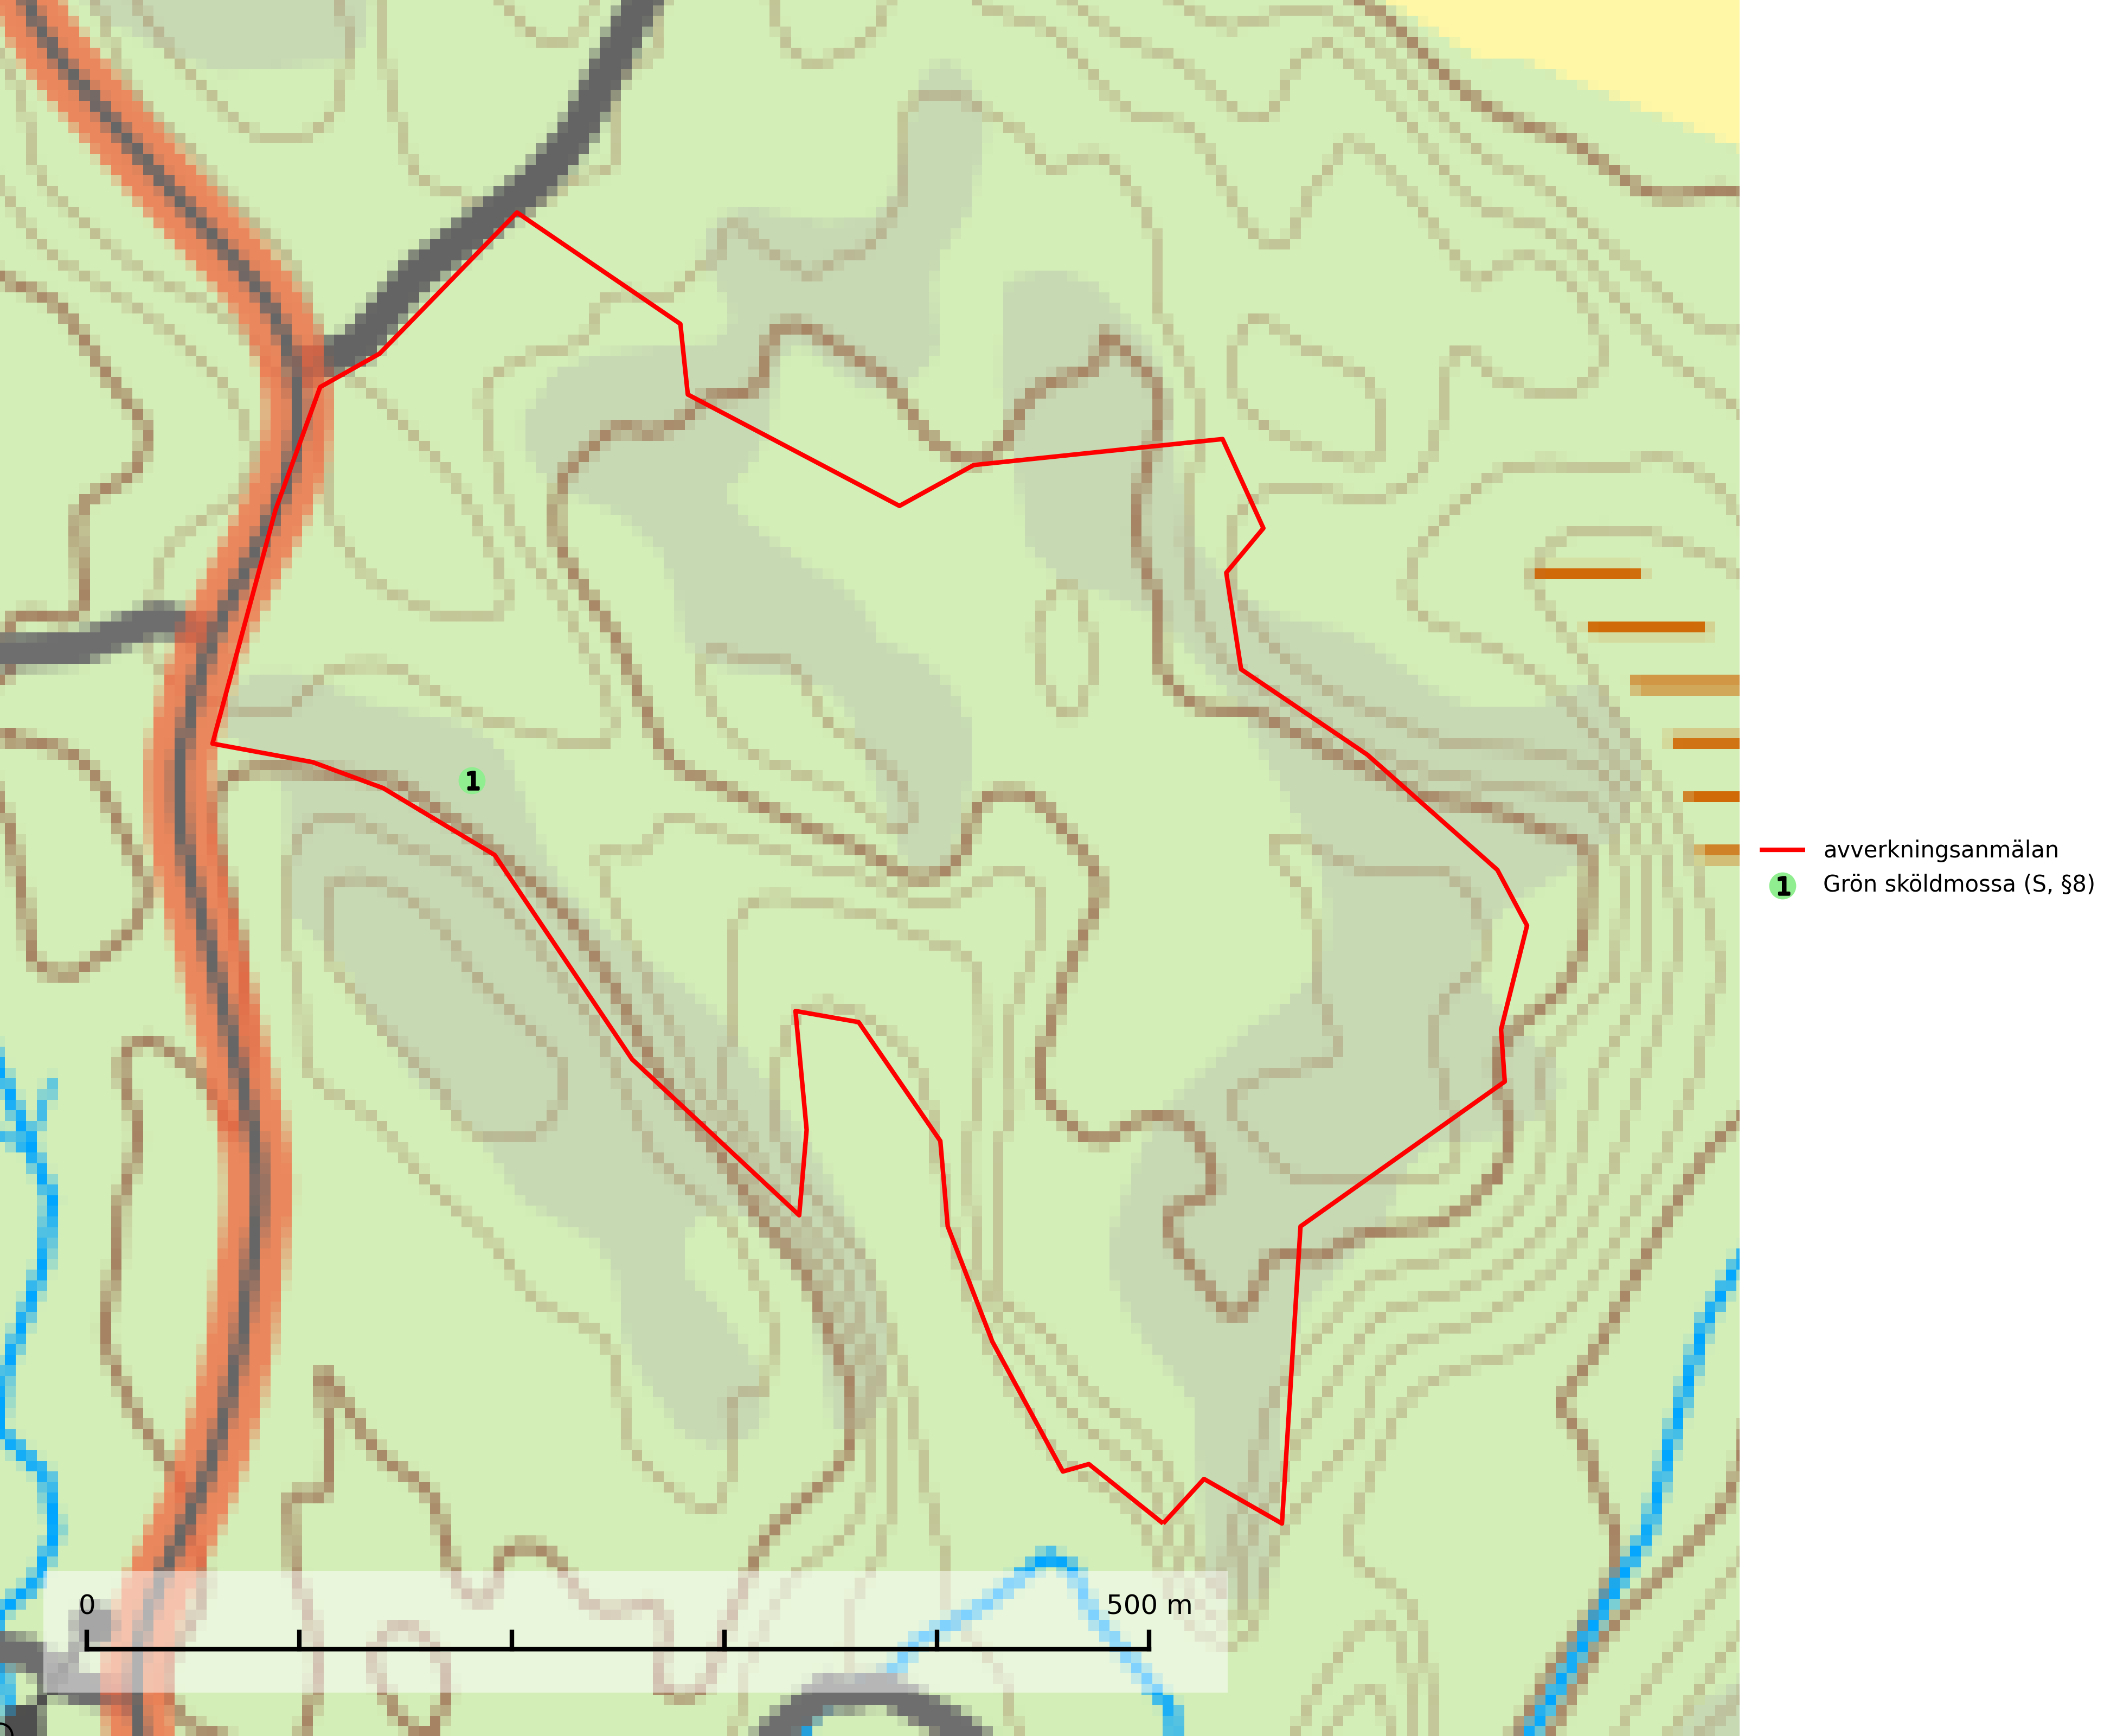 1
avverkningsanmälan
1 Grön sköldmossa (S, §8)
0 500 m